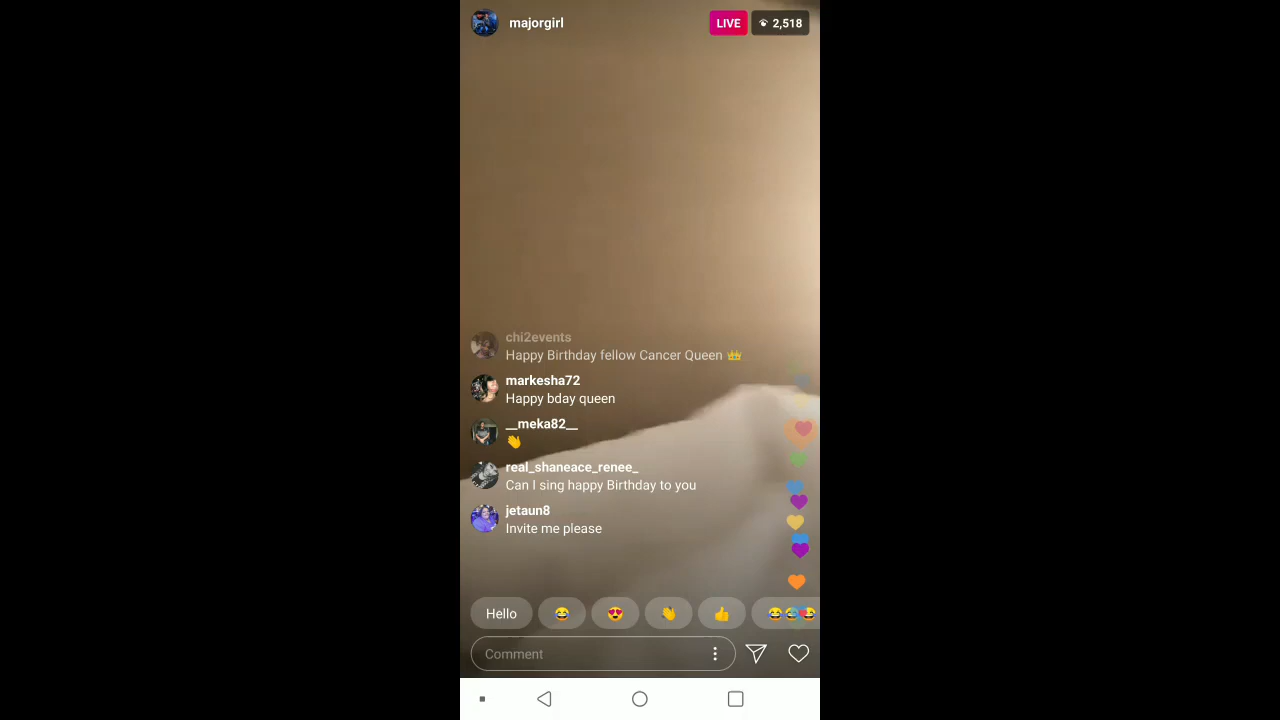 majorgirl
LIVE 2,518
chi2events
Happy Birthday fellow Cancer Queen 👑
markesha72
Happy bday queen
__meka82__
👏
real_shaneace_renee_
Can I sing happy Birthday to you
jetaun8
Invite me please
Hello 😂 😍 👏 👍 😂😂😂
Comment